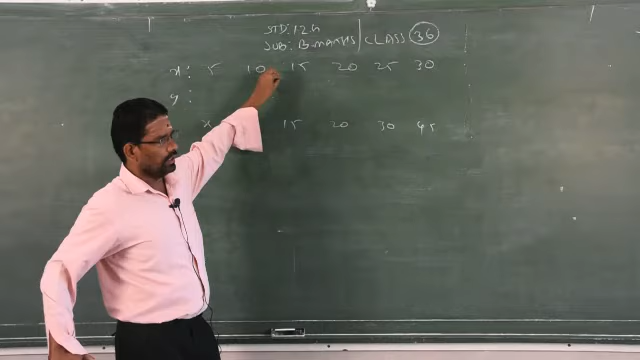 STD: 12th
SUB: B.MATHS | CLASS 36
x: 5 10 15 20 25 30
y:
x 15 20 30 45